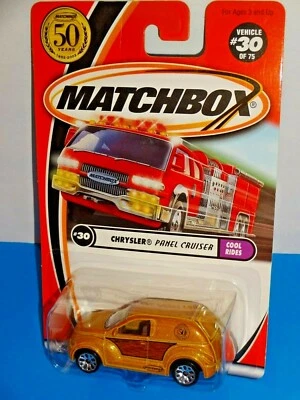 MATCHBOX
50
YEARS
For Ages 3 and Up
VEHICLE
#30
OF 75
MATCHBOX®
MATCHBOX
#30
CHRYSLER® PANEL CRUISER
COOL
RIDES